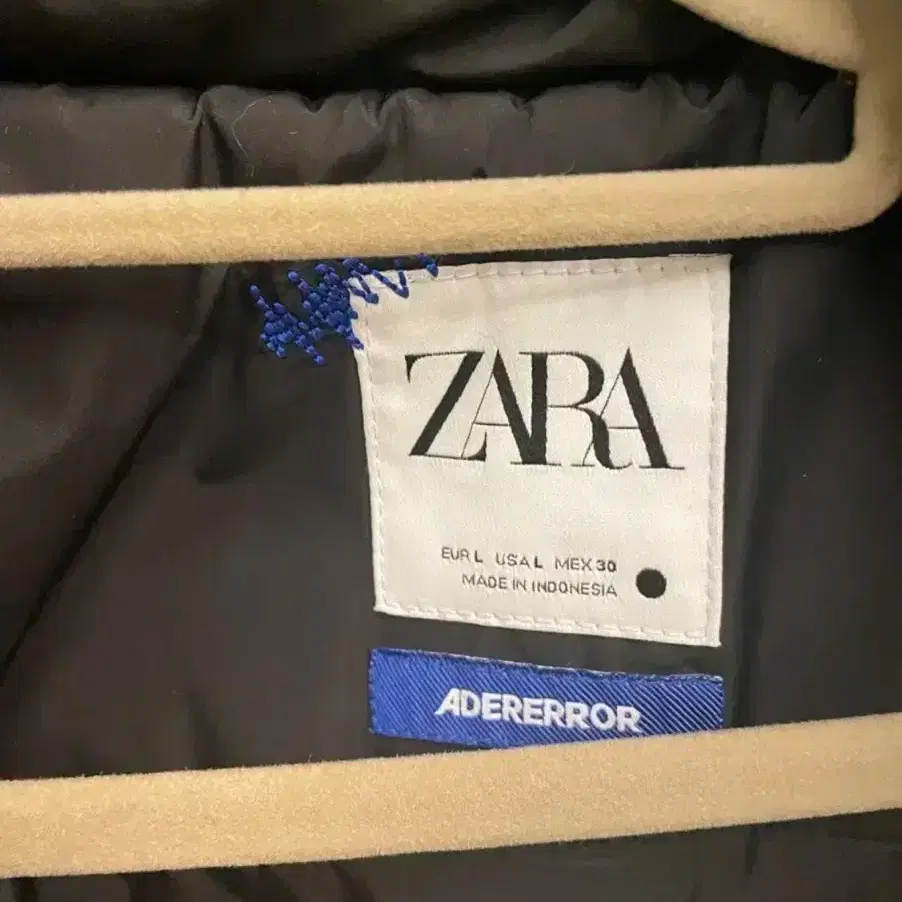 ZARA
EUR L USA L MEX 30
MADE IN INDONESIA
ADERERROR